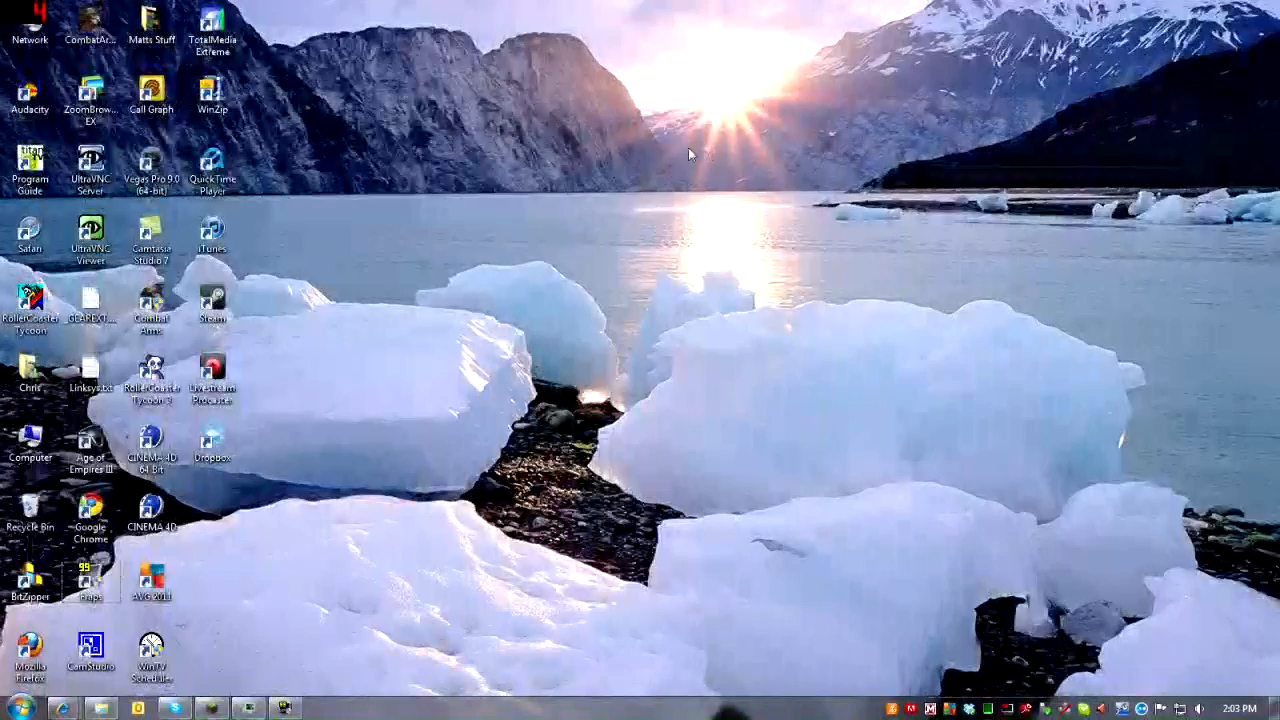 Network
CombatAr...
Matts Stuff
TotalMedia
Extreme
Audacity
ZoomBrow...
EX
Call Graph
WinZip
Program
Guide
UltraVNC
Server
Vegas Pro 9.0
(64-bit)
QuickTime
Player
Safari
UltraVNC
Viewer
Camtasia
Studio 7
iTunes
RollerCoaster
Tycoon
_GEAREXT...
Combat
Arms
Steam
Chris
Linksys.txt
RollerCoaster
Tycoon 3
Livestream
Procaster
Computer
Age of
Empires III
CINEMA 4D
64 Bit
Dropbox
Recycle Bin
Google
Chrome
CINEMA 4D
BitZipper
99
Fraps
AVG 2011
Mozilla
Firefox
CamStudio
WinTV
Scheduler
2:03 PM